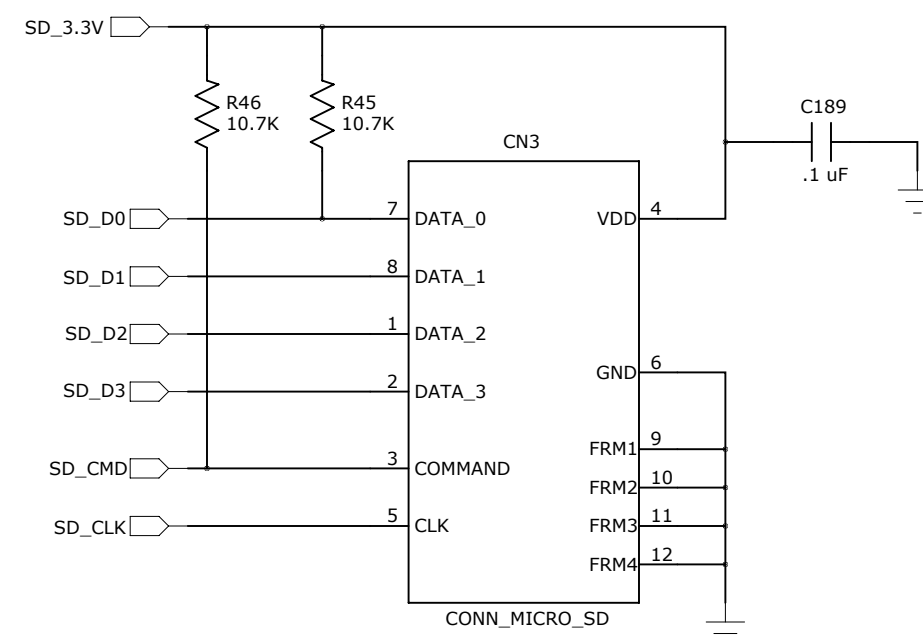 SD_3.3V
R46
10.7K
R45
10.7K
C189
.1 uF
CN3
SD_D0
7
DATA_0
VDD
4
SD_D1
8
DATA_1
SD_D2
1
DATA_2
SD_D3
2
DATA_3
GND
6
SD_CMD
3
COMMAND
FRM1
9
FRM2
10
SD_CLK
5
CLK
FRM3
11
FRM4
12
CONN_MICRO_SD